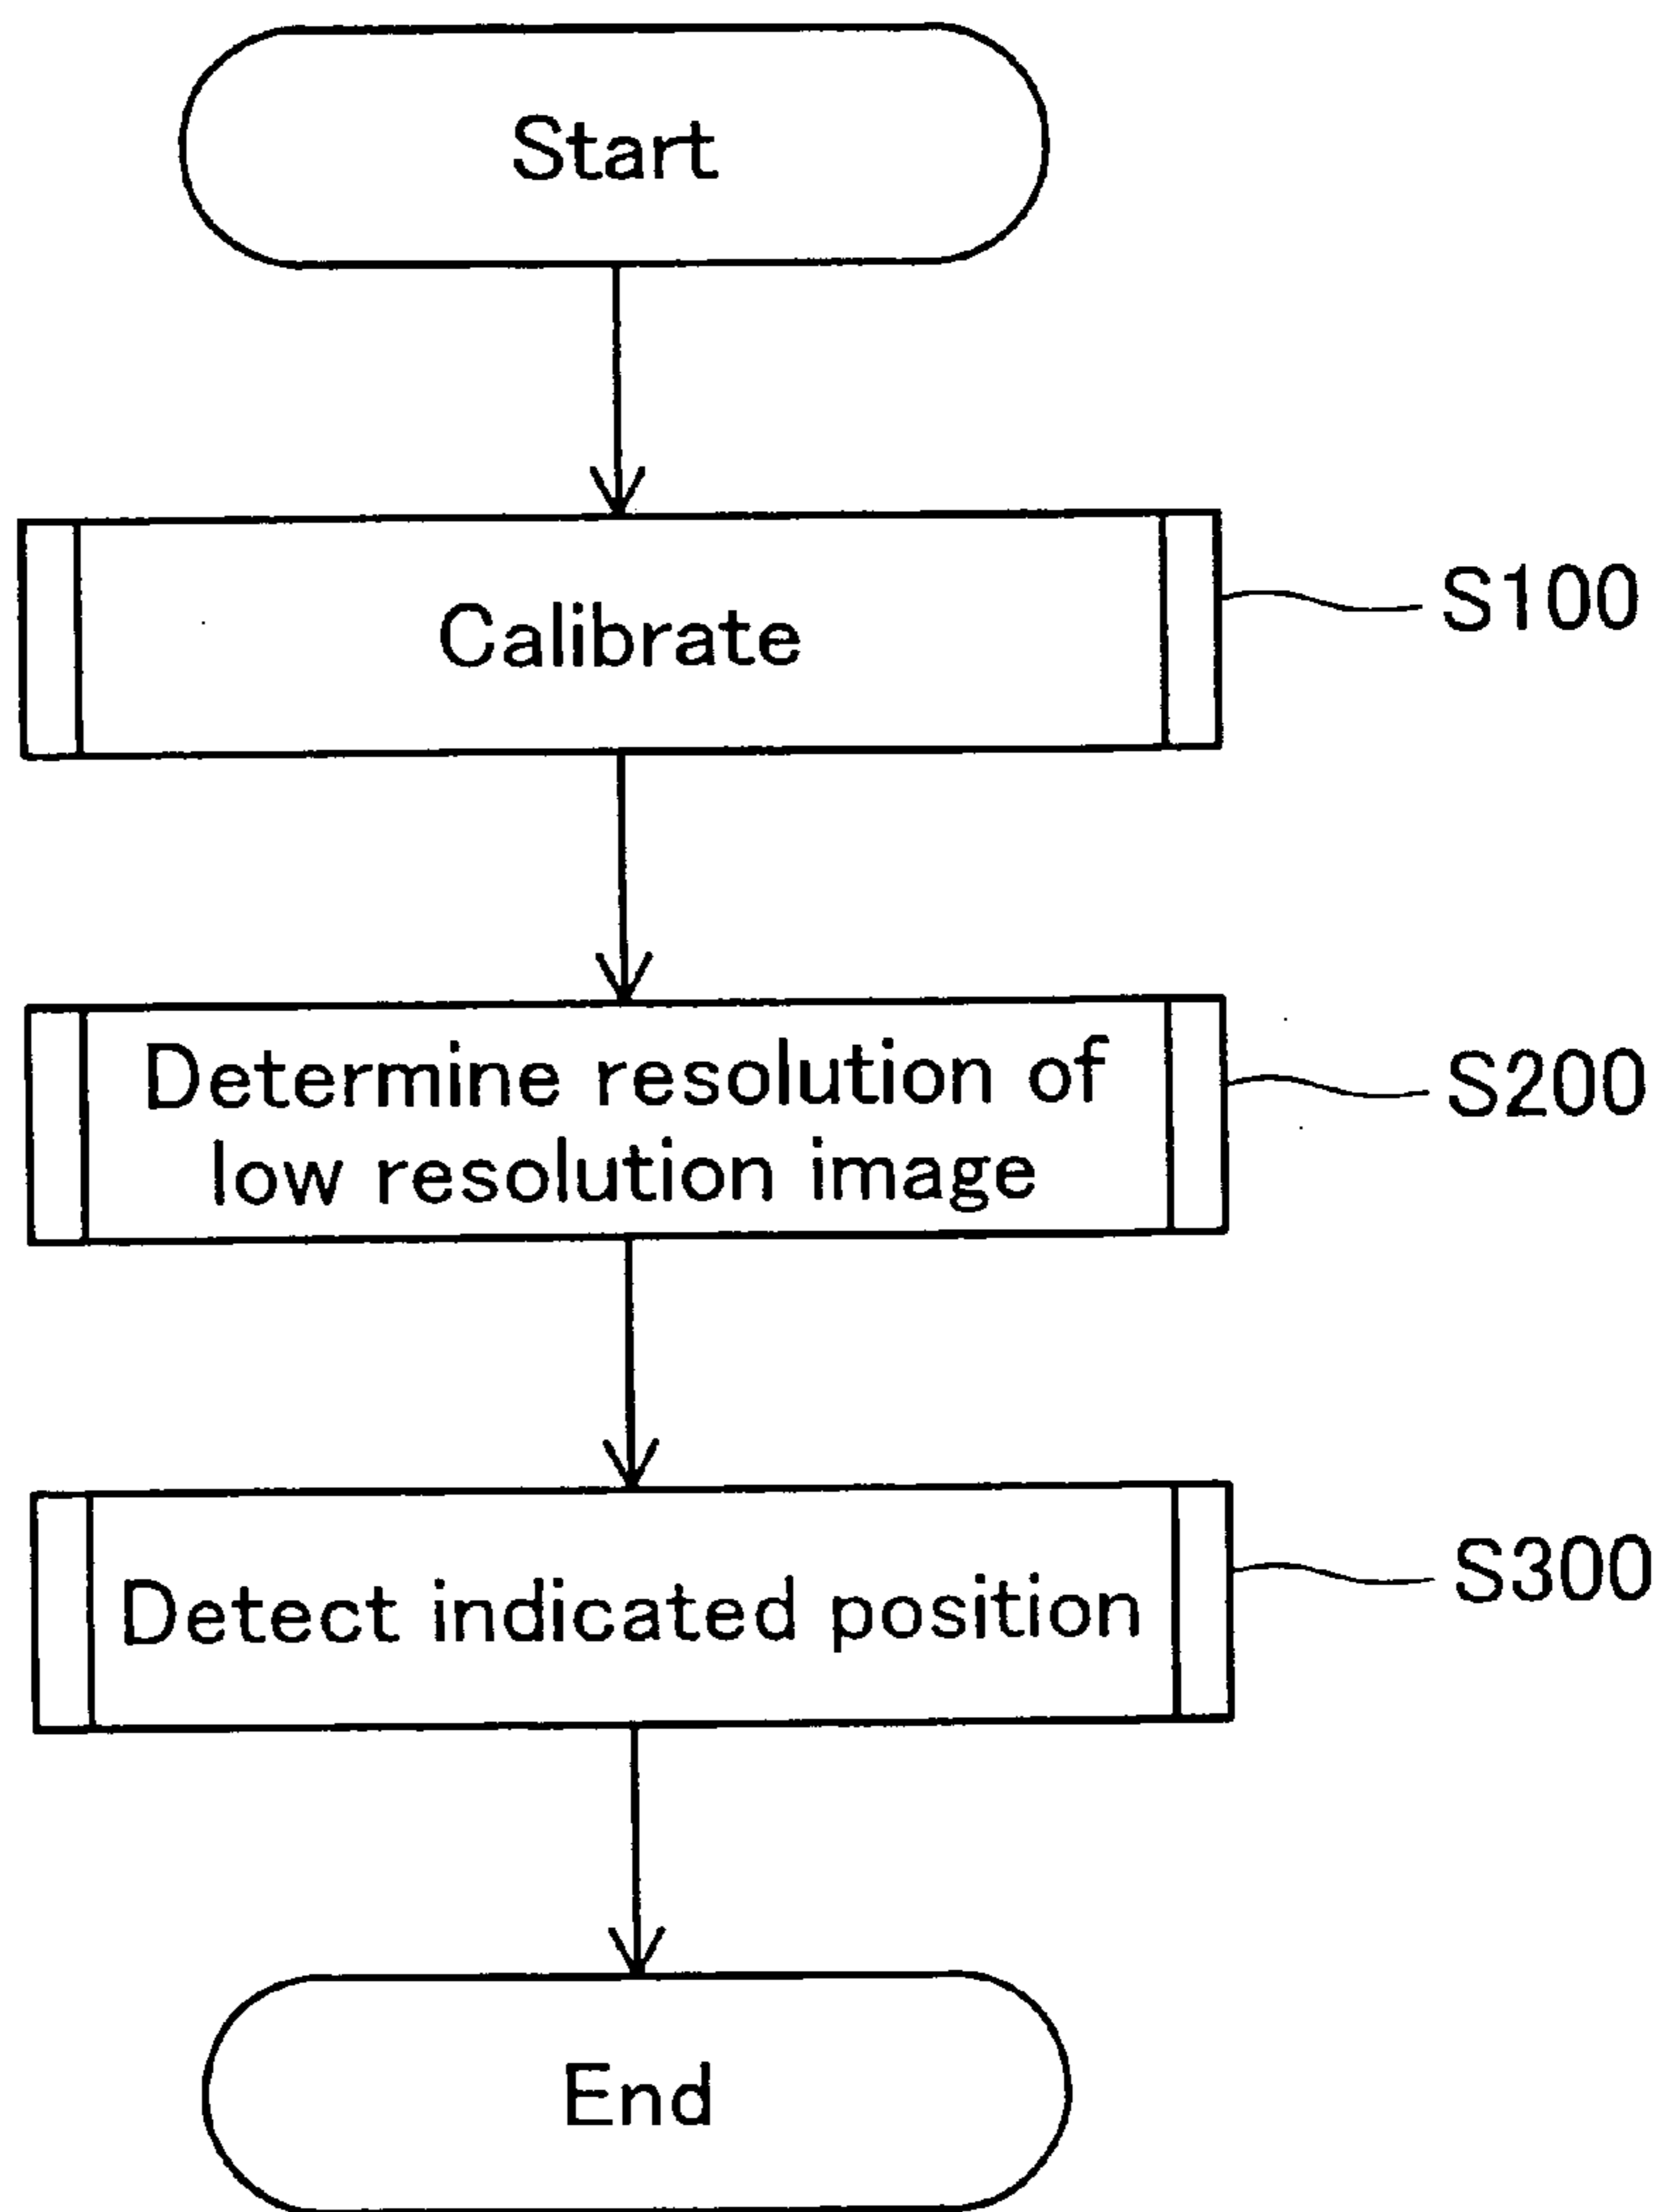 Start
Calibrate
S100
Determine resolution of
low resolution image
S200
Detect indicated position
S300
End